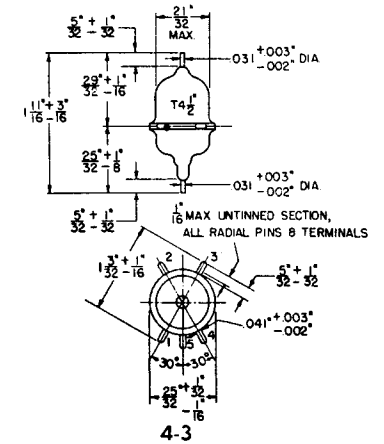 21"
32
MAX.
5" + 1"
32 - 32
.031 +.003"
-.002" DIA.
29" + 1"
32 - 16
1 11" + 3"
16 - 16
T4 1"
2
25" + 1"
32 - 8
.031 +.003"
-.002" DIA.
5" + 1"
32 - 32
1"
16 MAX UNTINNED SECTION,
ALL RADIAL PINS & TERMINALS
1 3" + 1"
32 - 16
5" + 1"
32 - 32
2 3
.041" +.003"
-.002"
1 5 4
30° 30°
25" + 1"
32 32
- 1"
16
4-3